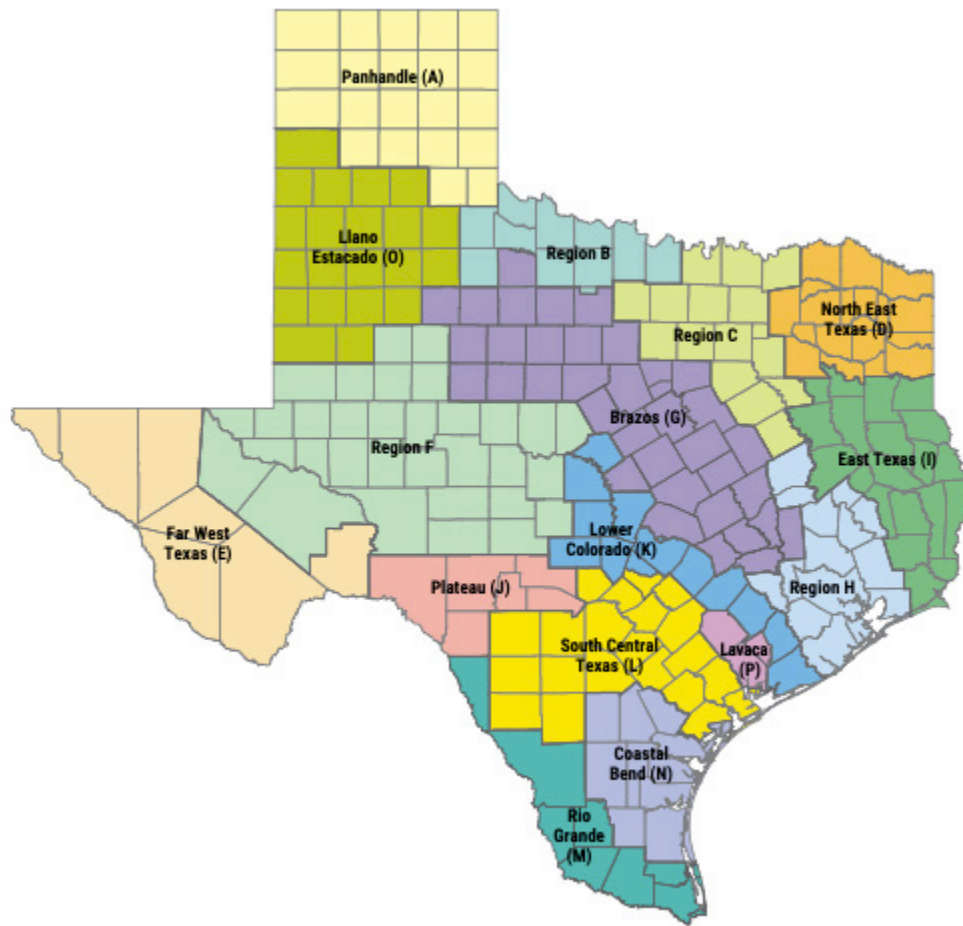 Panhandle (A)
Llano
Estacado (O)
Region B
North East
Texas (D)
Region C
Brazos (G)
Region F
East Texas (I)
Far West
Texas (E)
Lower
Colorado (K)
Plateau (J)
Region H
South Central
Texas (L)
Lavaca
(P)
Coastal
Bend (N)
Rio
Grande
(M)